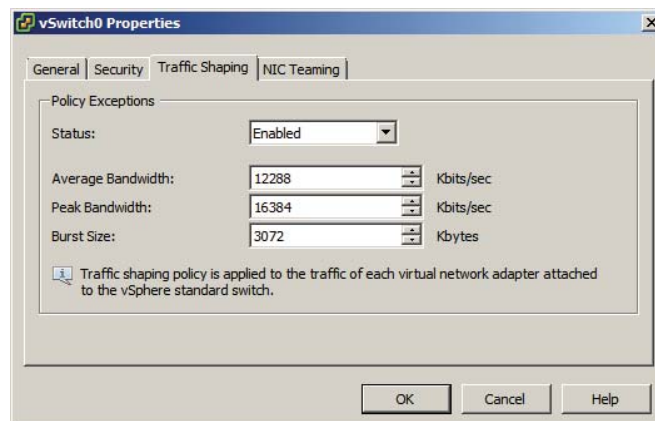 vSwitch0 Properties
General Security Traffic Shaping NIC Teaming
Policy Exceptions
Status: Enabled
Average Bandwidth: 12288 Kbits/sec
Peak Bandwidth: 16384 Kbits/sec
Burst Size: 3072 Kbytes
Traffic shaping policy is applied to the traffic of each virtual network adapter attached
to the vSphere standard switch.
OK Cancel Help